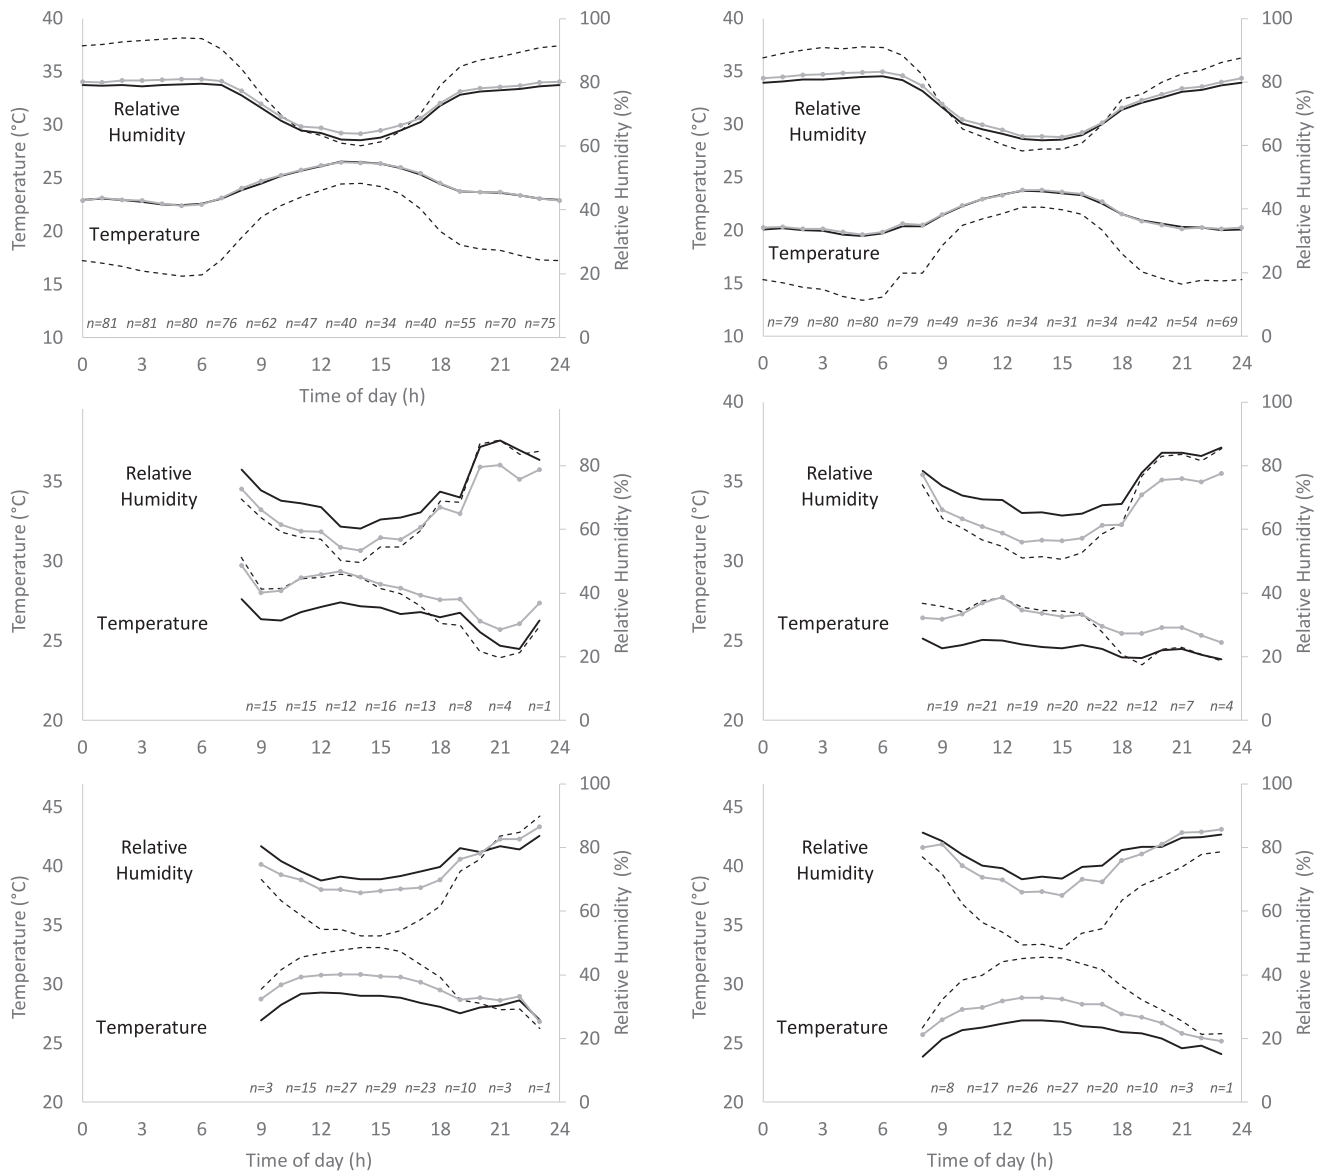 40 100 40 100
35 80 35 80
Relative Humidity
Relative Humidity
30 60 30 60
25 40 25 40
20 20
Temperature
Temperature
15 20 15 20
n=81 n=81 n=80 n=76 n=62 n=47 n=40 n=34 n=40 n=55 n=70 n=75
n=79 n=80 n=80 n=79 n=49 n=36 n=34 n=31 n=34 n=42 n=54 n=69
10 0 10 0
0 3 6 9 12 15 18 21 24
0 3 6 9 12 15 18 21 24
Temperature (°C)
Relative Humidity (%)
Temperature (°C)
Relative Humidity (%)
Time of day (h)
100 40 100
35 80 35 80
Relative
Humidity
Relative
Humidity
30 60 30 60
40 40
Temperature
Temperature
25 20 25 20
n=15 n=15 n=12 n=16 n=13 n=8 n=4 n=1
n=19 n=21 n=19 n=20 n=22 n=12 n=7 n=4
20 0 20 0
0 3 6 9 12 15 18 21 24
0 3 6 9 12 15 18 21 24
Temperature (°C)
Relative Humidity (%)
Temperature (°C)
Relative Humidity (%)
100 100
45 45
Relative
Humidity
Relative
Humidity
80 80
40 40
35 60 35 60
30 40 30 40
Temperature
Temperature
25 20 25 20
n=3 n=15 n=27 n=29 n=23 n=10 n=3 n=1
n=8 n=17 n=26 n=27 n=20 n=10 n=3 n=1
20 0 20 0
0 3 6 9 12 15 18 21 24
0 3 6 9 12 15 18 21 24
Temperature (°C)
Relative Humidity (%)
Temperature (°C)
Relative Humidity (%)
Time of day (h)
Time of day (h)